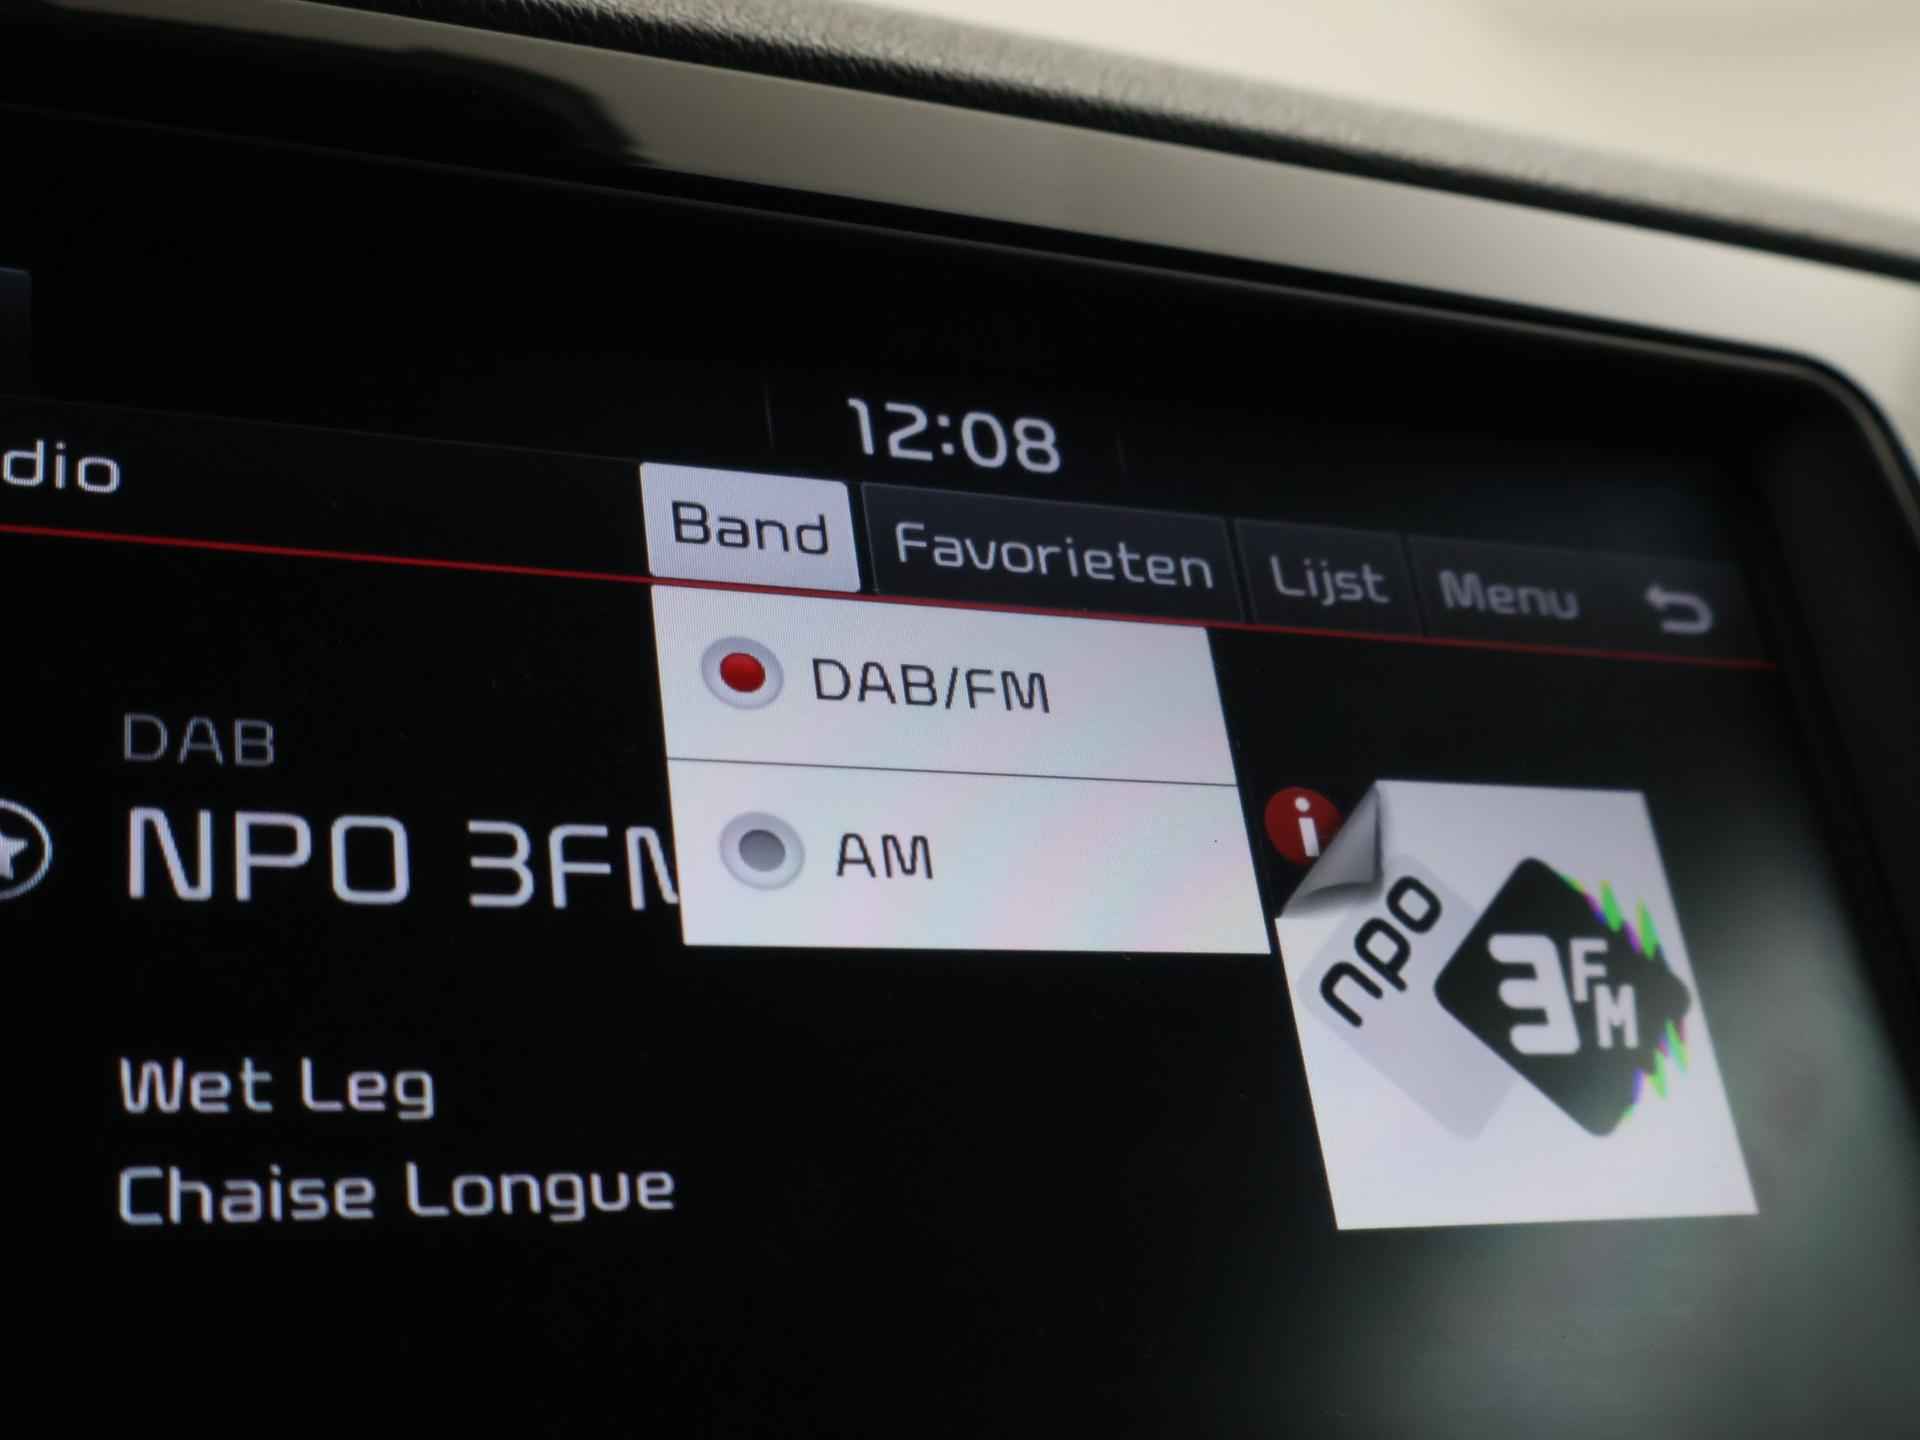 12:08
dio
Band
Favorieten
Lijst
Menu
DAB/FM
AM
DAB
NPO 3FM
i
npo
3FM
Wet Leg
Chaise Longue